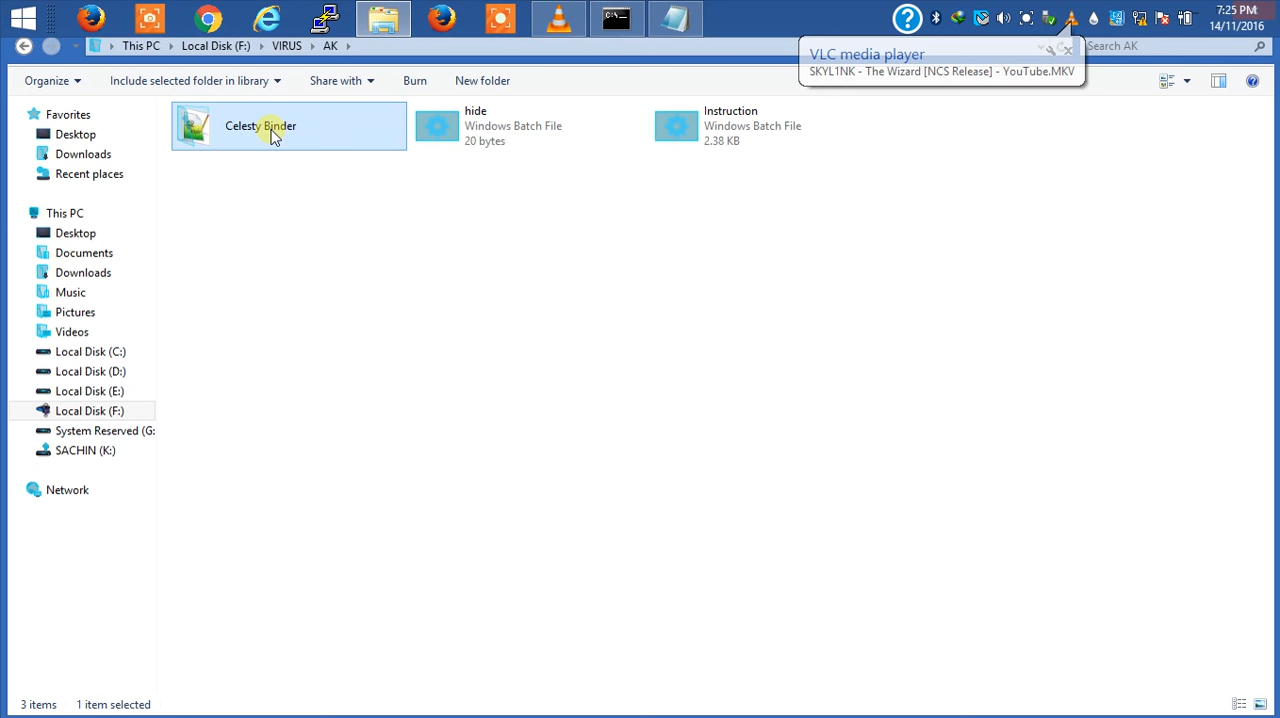 7:25 PM
14/11/2016
This PC Local Disk (F:) VIRUS AK
Search AK
VLC media player
SKYL1NK - The Wizard [NCS Release] - YouTube.MKV
Organize Include selected folder in library Share with Burn New folder
Favorites
Desktop
Downloads
Recent places
This PC
Desktop
Documents
Downloads
Music
Pictures
Videos
Local Disk (C:)
Local Disk (D:)
Local Disk (E:)
Local Disk (F:)
System Reserved (G:
SACHIN (K:)
Network
Celesty Binder
hide
Windows Batch File
20 bytes
Instruction
Windows Batch File
2.38 KB
3 items 1 item selected